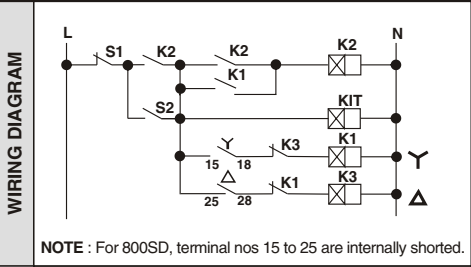 WIRING DIAGRAM
L N
S1 K2 K2 K2
K1
S2 KIT
15 18 K3 K1
25 28 K1 K3
NOTE : For 800SD, terminal nos 15 to 25 are internally shorted.